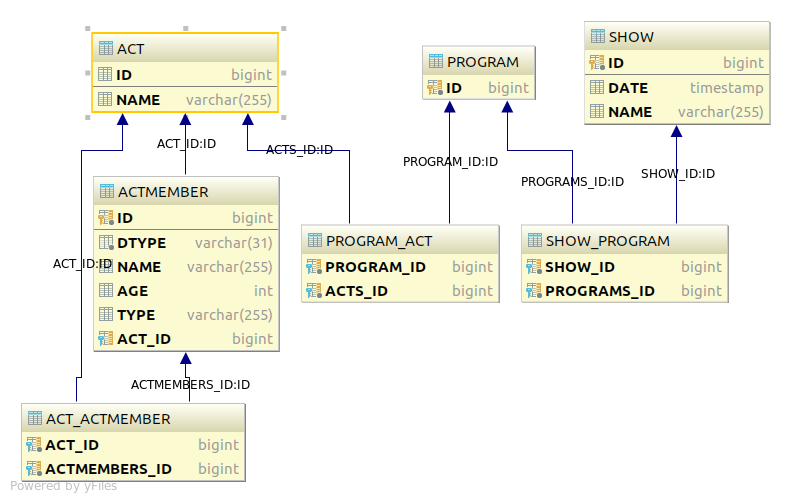 ACT
ID bigint
NAME varchar(255)
PROGRAM
ID bigint
SHOW
ID bigint
DATE timestamp
NAME varchar(255)
ACT_ID:ID
ACTS_ID:ID
PROGRAM_ID:ID
PROGRAMS_ID:ID
SHOW_ID:ID
ACTMEMBER
ID bigint
DTYPE varchar(31)
NAME varchar(255)
AGE int
TYPE varchar(255)
ACT_ID bigint
PROGRAM_ACT
PROGRAM_ID bigint
ACTS_ID bigint
SHOW_PROGRAM
SHOW_ID bigint
PROGRAMS_ID bigint
ACT_ID:ID
ACTMEMBERS_ID:ID
ACT_ACTMEMBER
ACT_ID bigint
ACTMEMBERS_ID bigint
Powered by yFiles